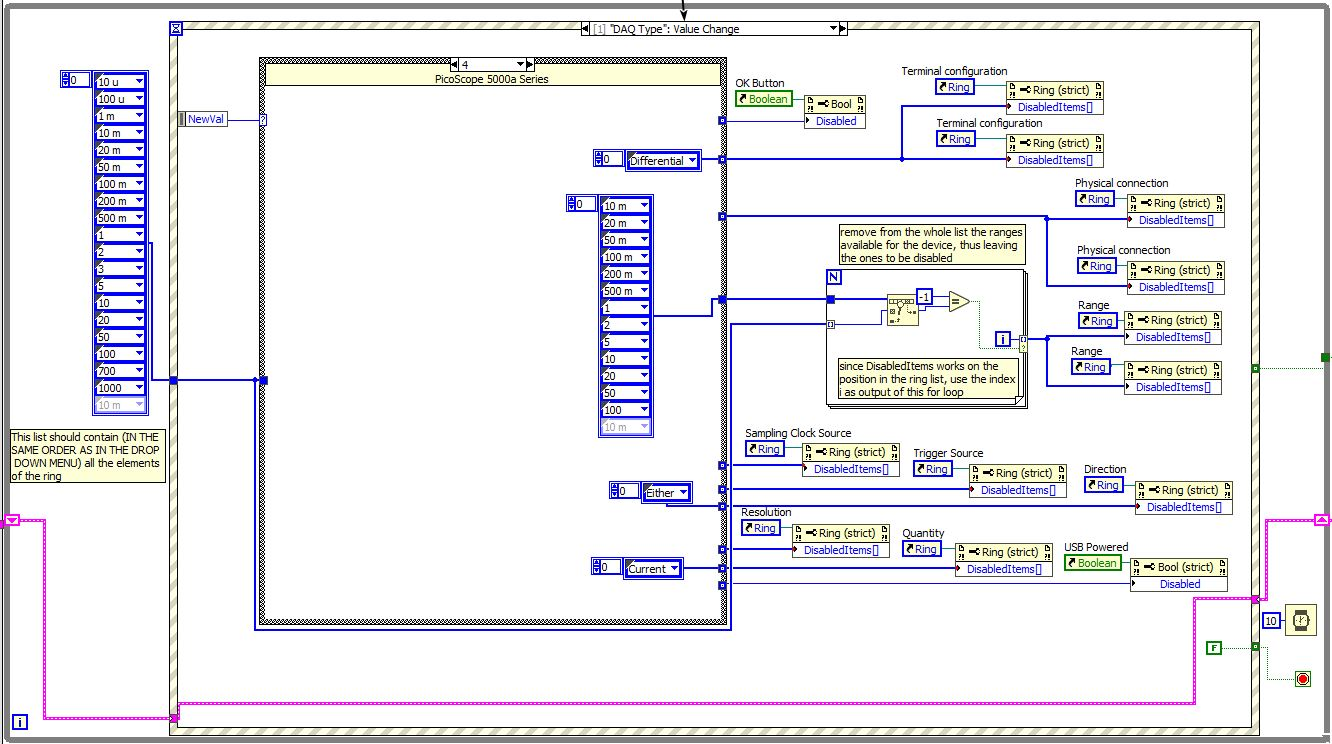 [1] "DAQ Type": Value Change
0
10 u
100 u
1 m
10 m
20 m
50 m
100 m
200 m
500 m
1
2
3
5
10
20
50
100
700
1000
10 m
This list should contain (IN THE
SAME ORDER AS IN THE DROP
DOWN MENU) all the elements
of the ring
i
NewVal
?
4
PicoScope 5000a Series
0
Differential
0
10 m
20 m
50 m
100 m
200 m
500 m
1
2
5
10
20
50
100
10 m
0
Either
0
Current
OK Button
Boolean
Bool
Disabled
Terminal configuration
Ring
Ring (strict)
DisabledItems[]
Terminal configuration
Ring
Ring (strict)
DisabledItems[]
Physical connection
Ring
Ring (strict)
DisabledItems[]
Physical connection
Ring
Ring (strict)
DisabledItems[]
remove from the whole list the ranges
available for the device, thus leaving
the ones to be disabled
N
-1
=
i
?
since DisabledItems works on the
position in the ring list, use the index
i as output of this for loop
Range
Ring
Ring (strict)
DisabledItems[]
Range
Ring
Ring (strict)
DisabledItems[]
Sampling Clock Source
Ring
Ring (strict)
DisabledItems[]
Trigger Source
Ring
Ring (strict)
DisabledItems[]
Direction
Ring
Ring (strict)
DisabledItems[]
Resolution
Ring
Ring (strict)
DisabledItems[]
Quantity
Ring
Ring (strict)
DisabledItems[]
USB Powered
Boolean
Bool (strict)
Disabled
10
F